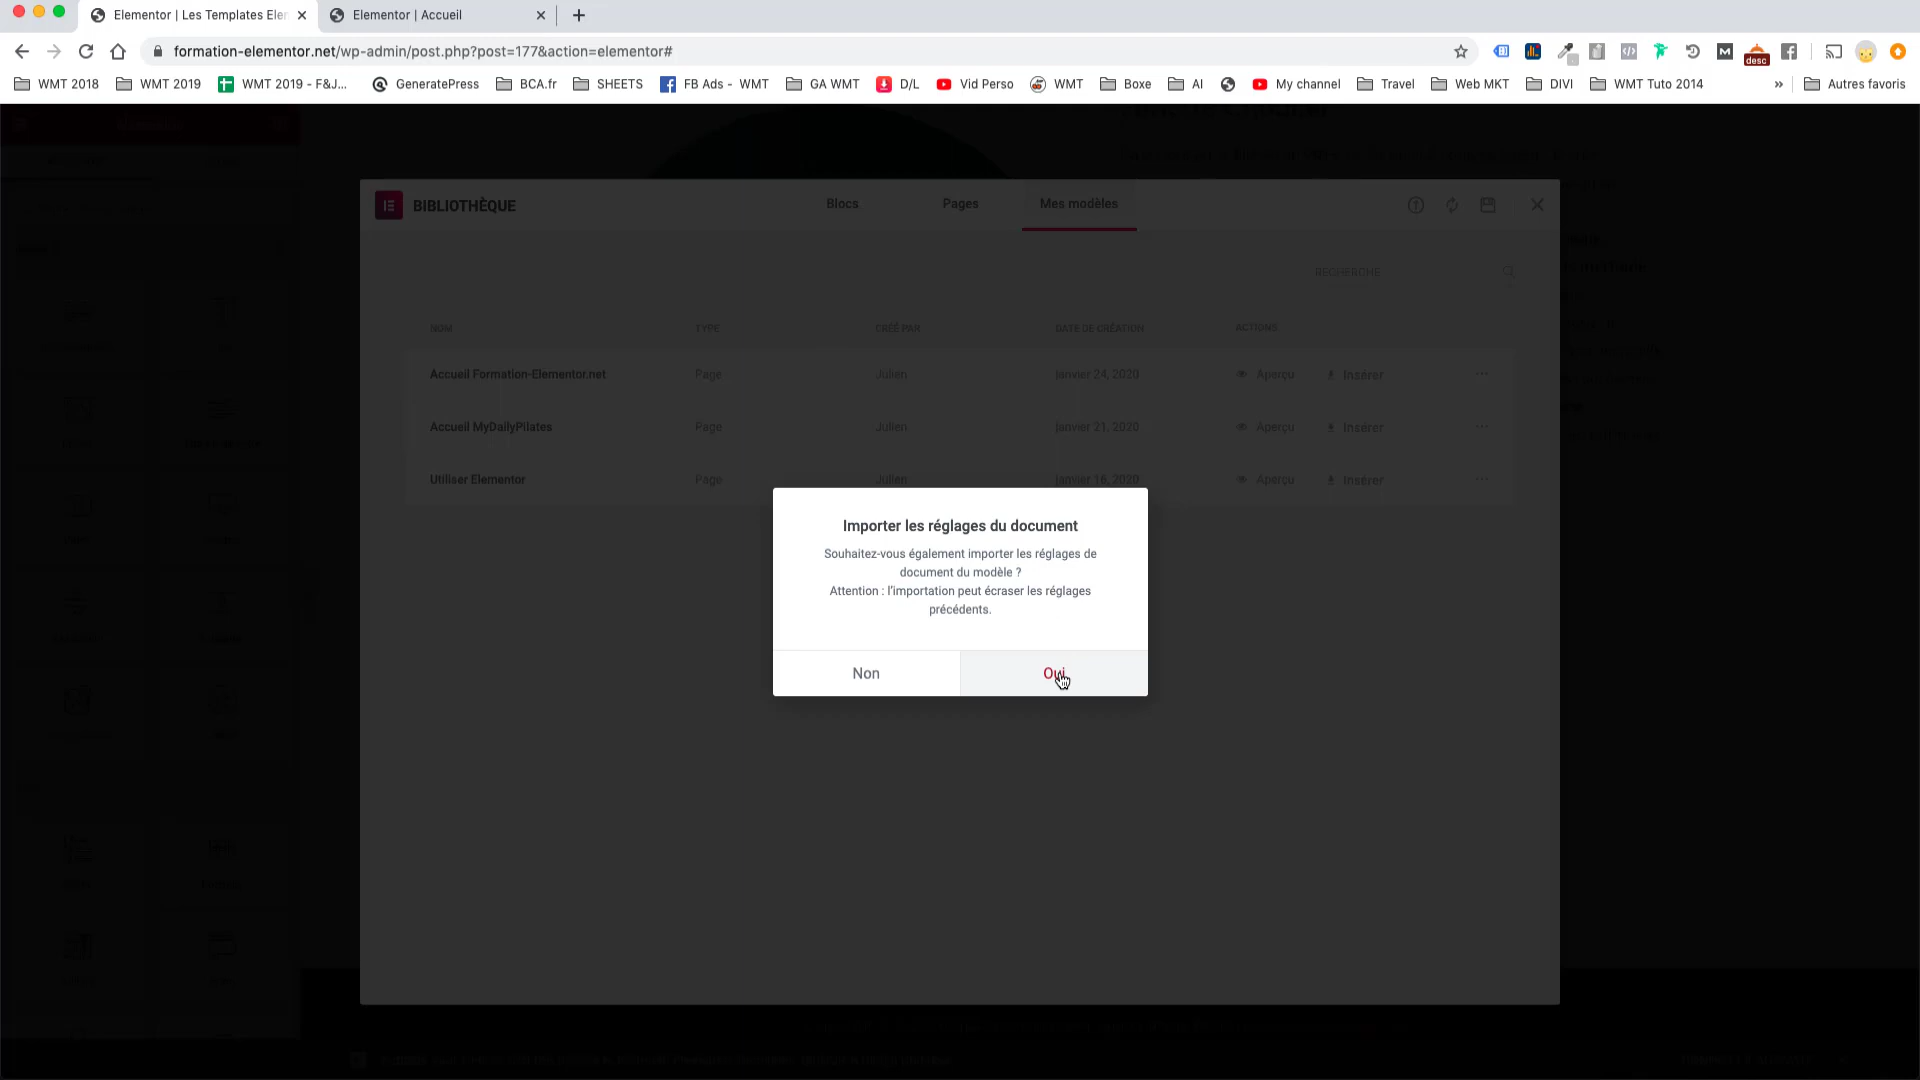 Elementor | Les Templates Eler
Elementor | Accueil
formation-elementor.net/wp-admin/post.php?post=177&action=elementor#
desc
WMT 2018
WMT 2019
WMT 2019 - F&J...
GeneratePress
BCA.fr
SHEETS
FB Ads - WMT
GA WMT
D/L
Vid Perso
WMT
Boxe
AI
My channel
Travel
Web MKT
DIVI
WMT Tuto 2014
»
Autres favoris
BIBLIOTHÈQUE
Blocs
Pages
Mes modèles
RECHERCHE
NOM
TYPE
CRÉÉ PAR
DATE DE CRÉATION
ACTIONS
Accueil Formation-Elementor.net
Page
Julien
janvier 24, 2020
Aperçu
Insérer
Accueil MyDailyPilates
Page
Julien
janvier 21, 2020
Aperçu
Insérer
Utiliser Elementor
Page
Julien
janvier 16, 2020
Aperçu
Insérer
Importer les réglages du document
Souhaitez-vous également importer les réglages de
document du modèle ?
Attention : l'importation peut écraser les réglages
précédents.
Non
Oui